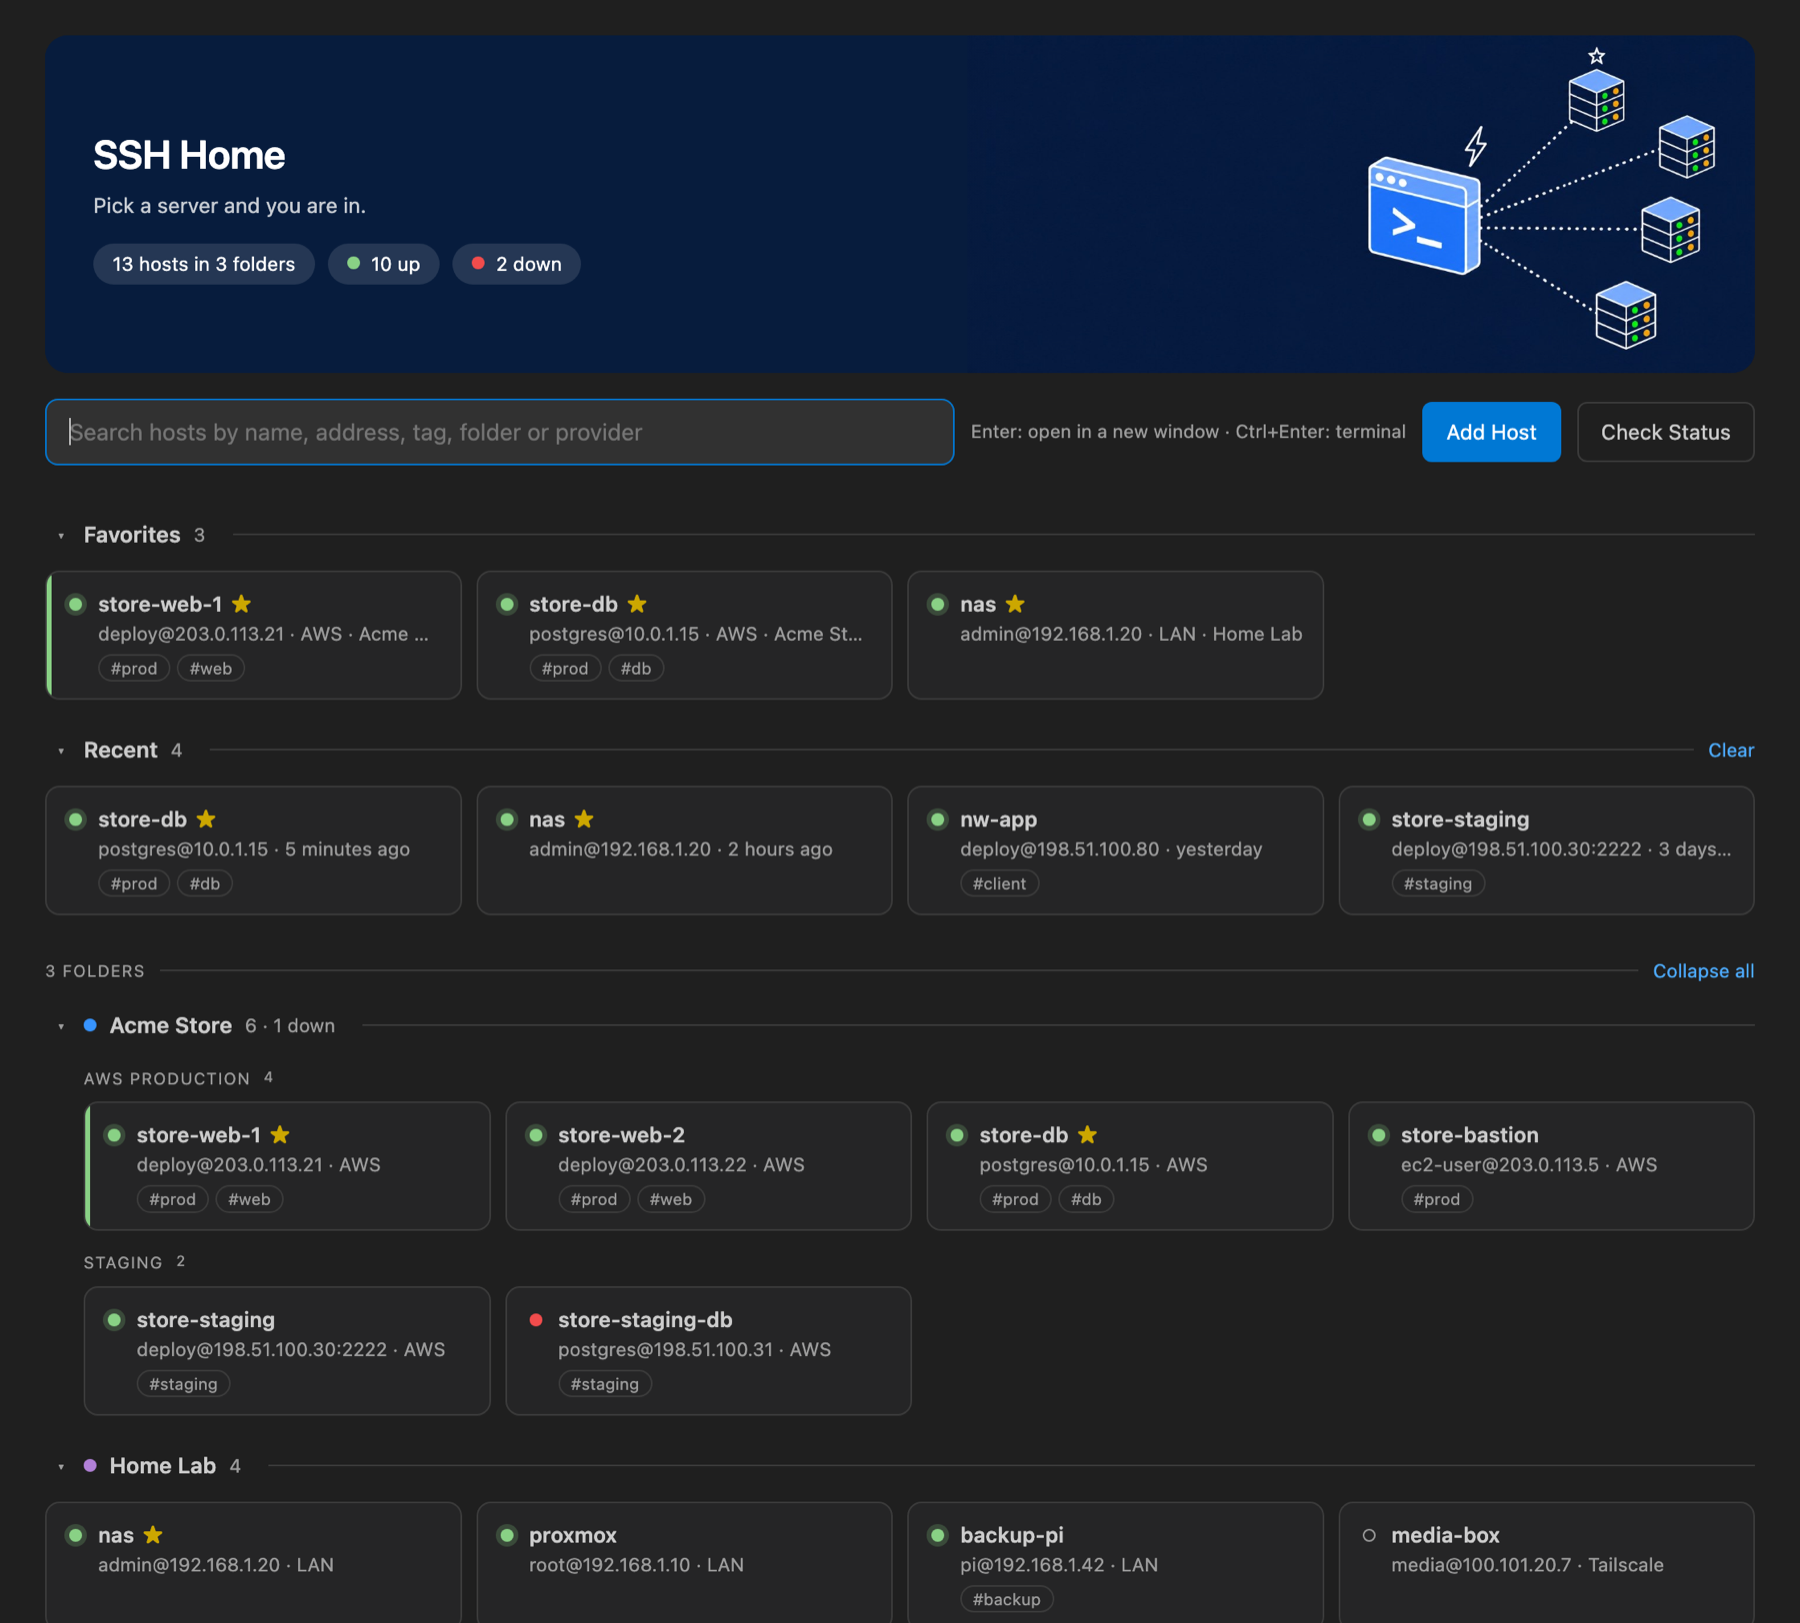 SSH Home
Pick a server and you are in.
13 hosts in 3 folders
10 up
2 down
>_
Search hosts by name, address, tag, folder or provider
Enter: open in a new window · Ctrl+Enter: terminal
Add Host
Check Status
Favorites 3
store-web-1
deploy@203.0.113.21 · AWS · Acme ...
#prod #web
store-db
postgres@10.0.1.15 · AWS · Acme St...
#prod #db
nas
admin@192.168.1.20 · LAN · Home Lab
Recent 4
Clear
store-db
postgres@10.0.1.15 · 5 minutes ago
#prod #db
nas
admin@192.168.1.20 · 2 hours ago
nw-app
deploy@198.51.100.80 · yesterday
#client
store-staging
deploy@198.51.100.30:2222 · 3 days...
#staging
3 FOLDERS
Collapse all
Acme Store 6 · 1 down
AWS PRODUCTION 4
store-web-1
deploy@203.0.113.21 · AWS
#prod #web
store-web-2
deploy@203.0.113.22 · AWS
#prod #web
store-db
postgres@10.0.1.15 · AWS
#prod #db
store-bastion
ec2-user@203.0.113.5 · AWS
#prod
STAGING 2
store-staging
deploy@198.51.100.30:2222 · AWS
#staging
store-staging-db
postgres@198.51.100.31 · AWS
#staging
Home Lab 4
nas
admin@192.168.1.20 · LAN
proxmox
root@192.168.1.10 · LAN
backup-pi
pi@192.168.1.42 · LAN
#backup
media-box
media@100.101.20.7 · Tailscale